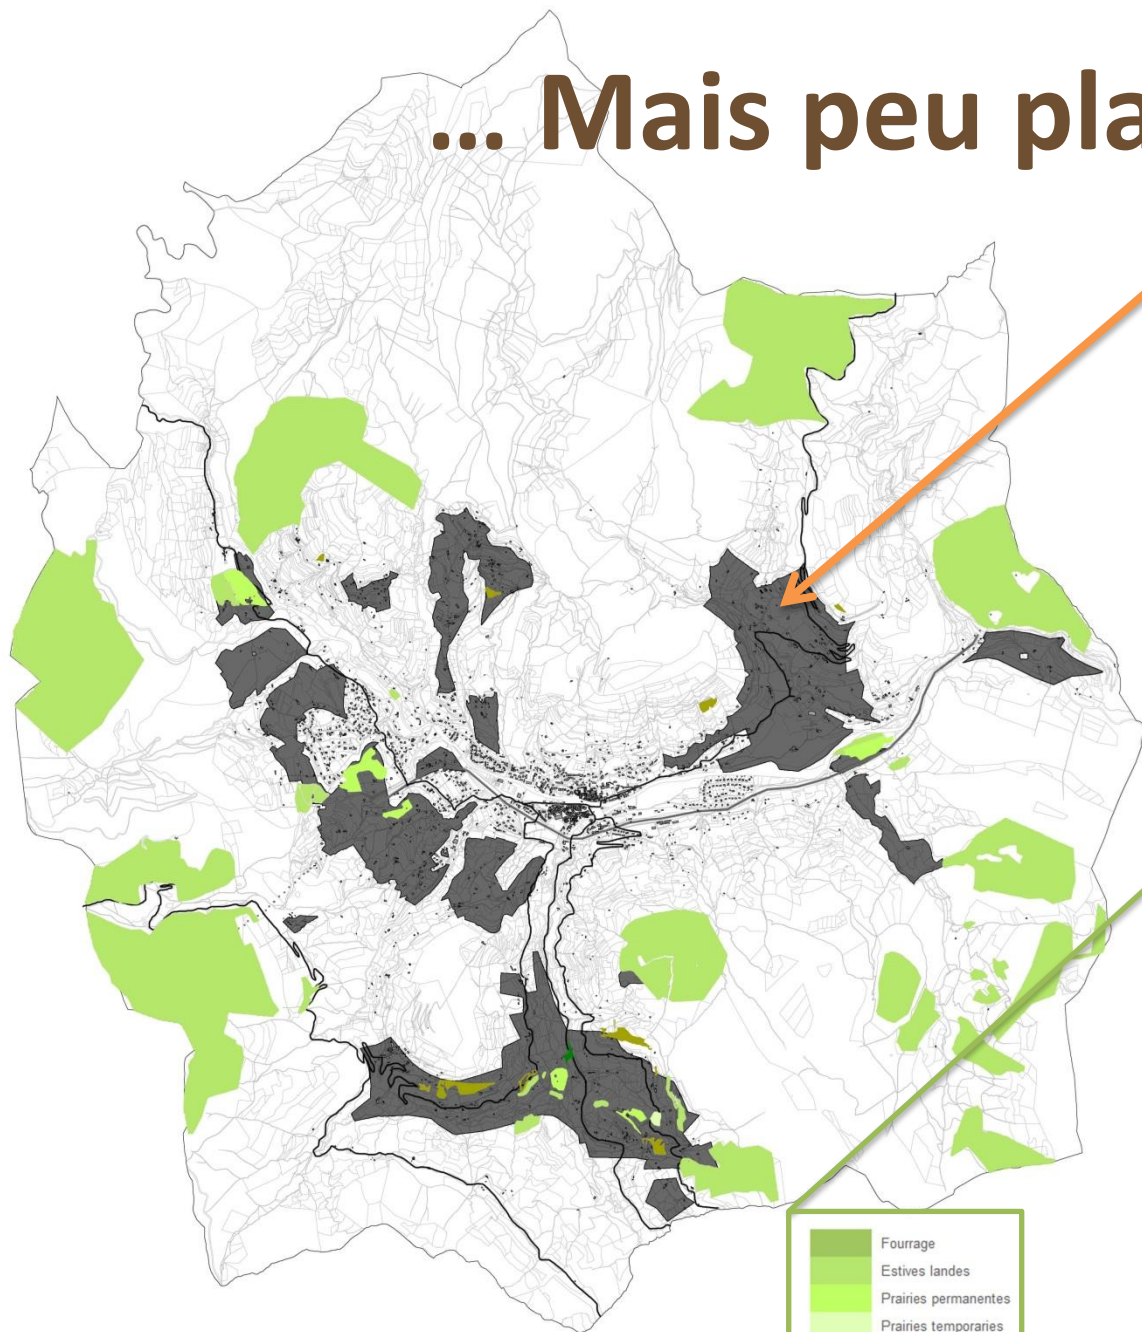 ... Mais peu pla
Fourrage
Estives landes
Prairies permanentes
Prairies temporaries